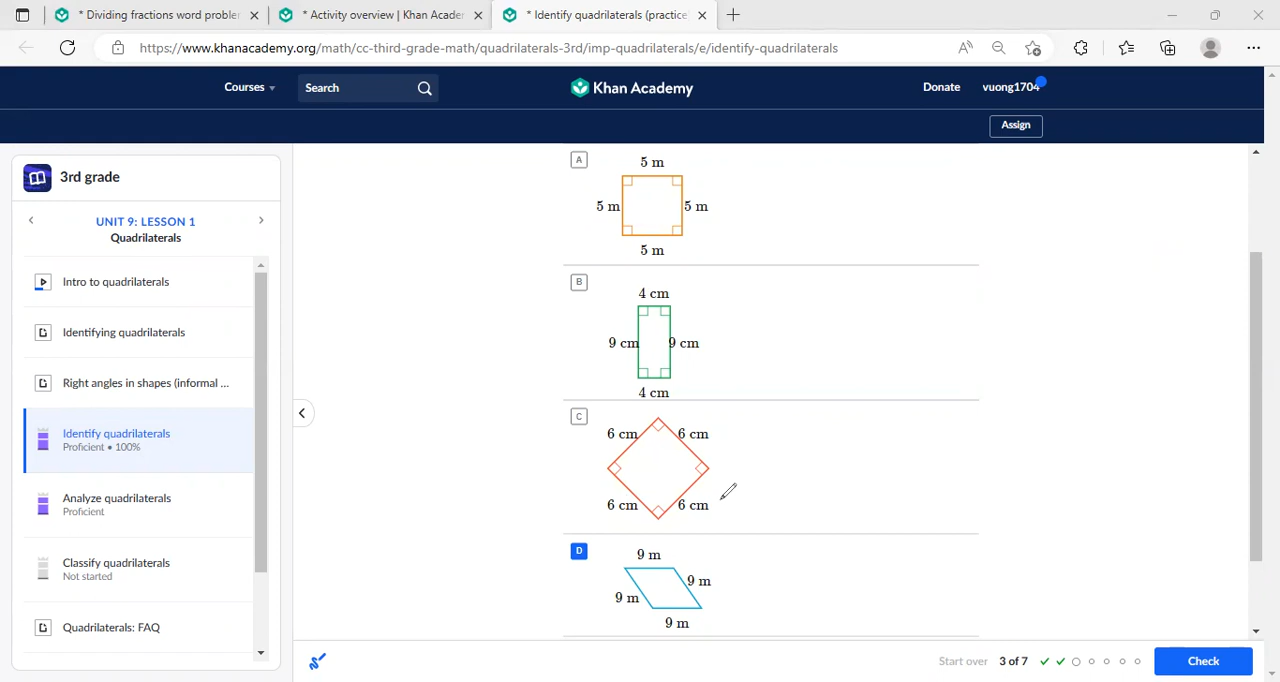 * Dividing fractions word probler
* Activity overview | Khan Acader
* Identify quadrilaterals (practice
https://www.khanacademy.org/math/cc-third-grade-math/quadrilaterals-3rd/imp-quadrilaterals/e/identify-quadrilaterals
Courses
Search
Khan Academy
Donate
vuong1704
Assign
3rd grade
UNIT 9: LESSON 1
Quadrilaterals
Intro to quadrilaterals
Identifying quadrilaterals
Right angles in shapes (informal ...
Identify quadrilaterals
Proficient • 100%
Analyze quadrilaterals
Proficient
Classify quadrilaterals
Not started
Quadrilaterals: FAQ
A
5 m
5 m 5 m
5 m
B
4 cm
9 cm 9 cm
4 cm
C
6 cm 6 cm
6 cm 6 cm
D
9 m
9 m
9 m
9 m
Start over 3 of 7
Check